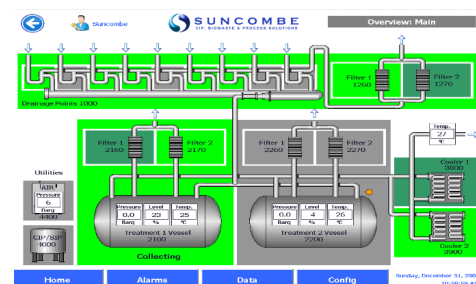 Suncombe
SUNCOMBE
CIP, BIOWASTE & PROCESS SOLUTIONS
Overview: Main
Drainage Points 1000
Filter 1
1260
Filter 2
1270
Temp.
27
°C
Filter 1
2160
Filter 2
2170
Filter 1
2260
Filter 2
2270
Cooler 1
3800
Cooler 2
3900
Utilities
AIR
Pressure
6
Barg
4400
CIP/SIP
4000
Pressure Level Temp.
0.0 23 25
Barg % °C
Treatment 1 Vessel
2100
Collecting
Pressure Level Temp.
0.0 4 26
Barg % °C
Treatment 2 Vessel
2200
Home
Alarms
Data
Config
Sunday, December 31, 200